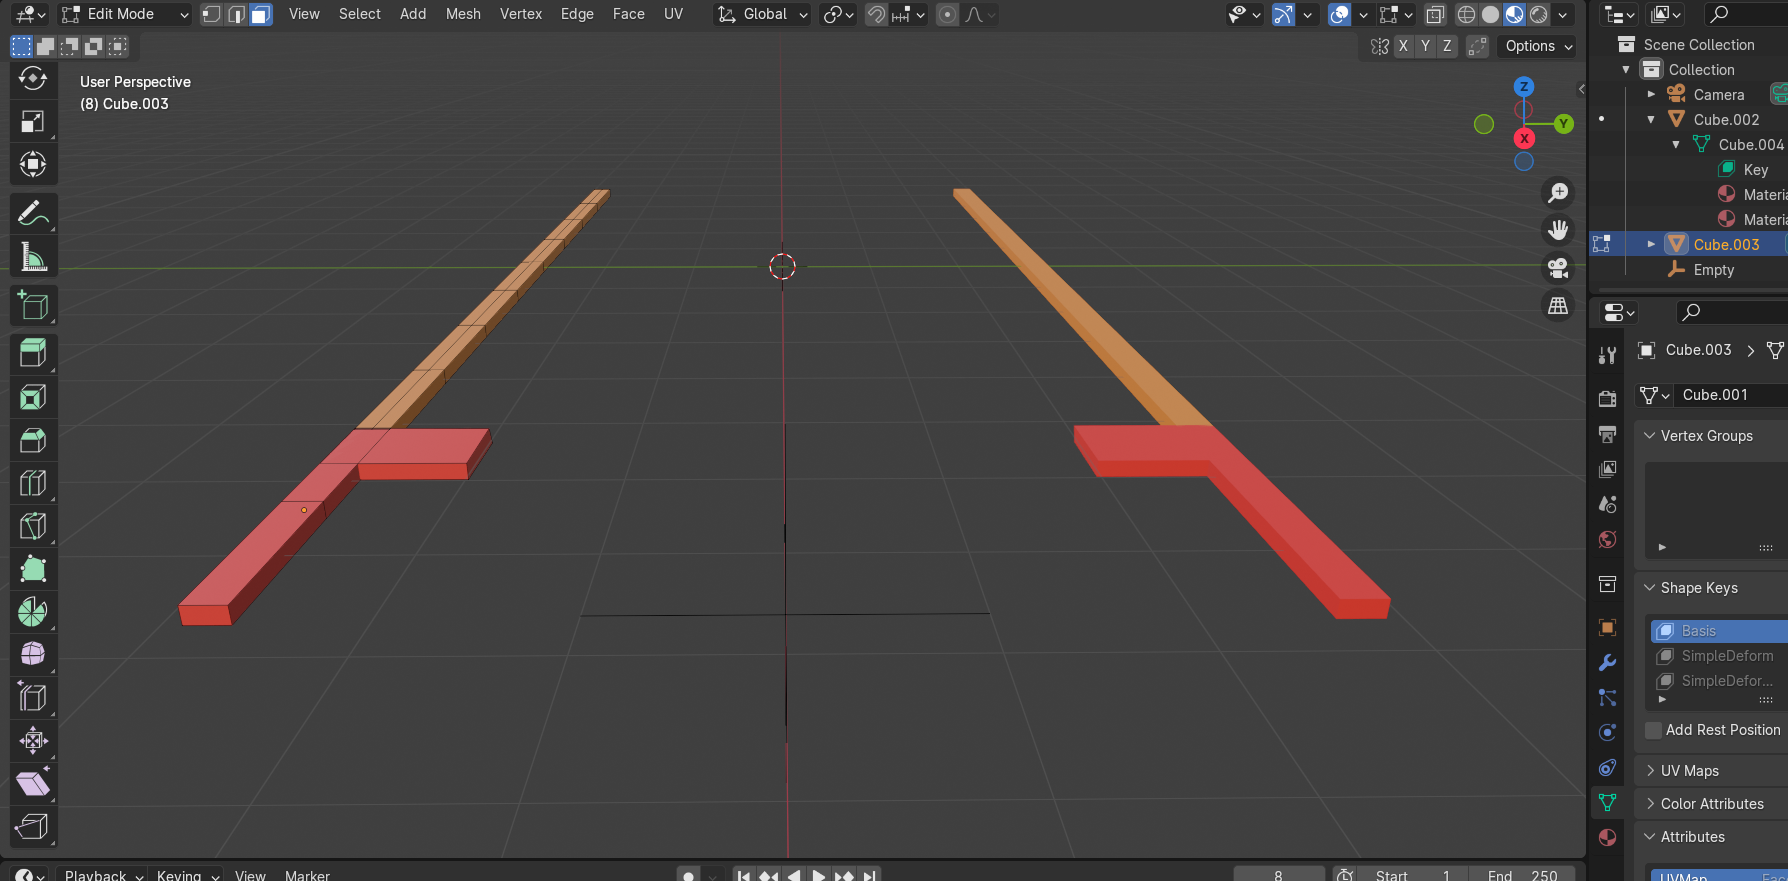 Edit Mode View Select Add Mesh Vertex Edge Face UV Global
X Y Z Options
User Perspective
(8) Cube.003
Z
Y
X
Scene Collection
Collection
Camera
Cube.002
Cube.004
Key
Materia
Materia
Cube.003
Empty
Cube.003
Cube.001
Vertex Groups
Shape Keys
Basis
SimpleDeform
SimpleDefor...
Add Rest Position
UV Maps
Color Attributes
Attributes
UVMap Fac
Playback Keying View Marker 8 Start 1 End 250